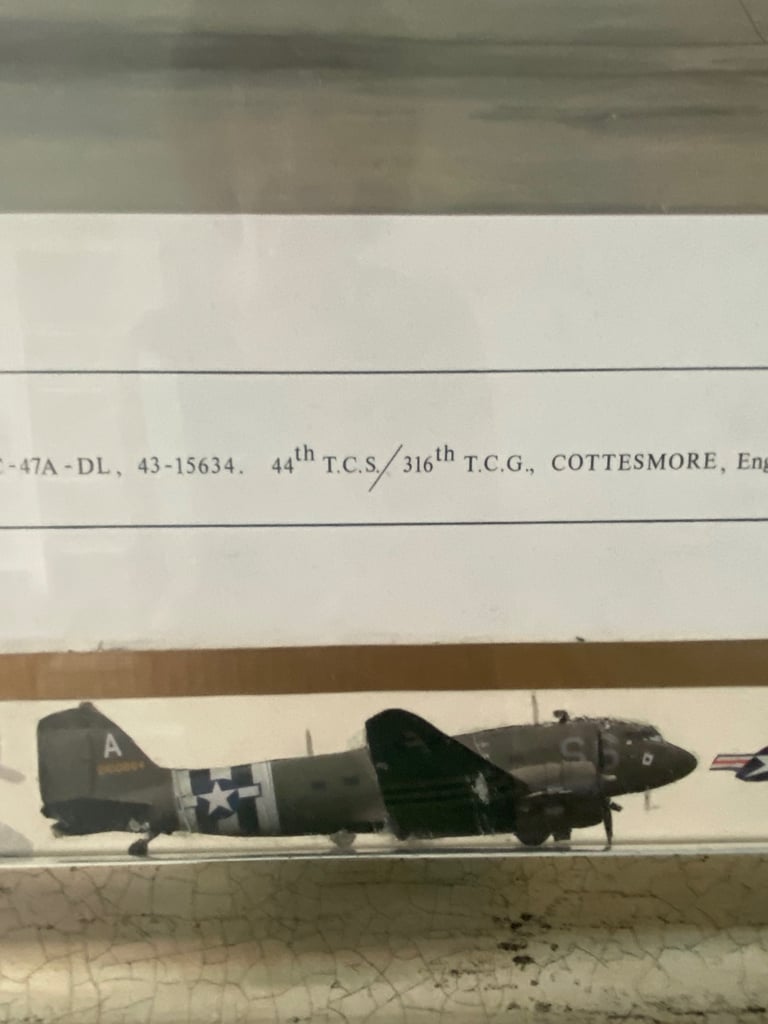 -47A-DL, 43-15634. 44th T.C.S./316th T.C.G., COTTESMORE, Eng
A